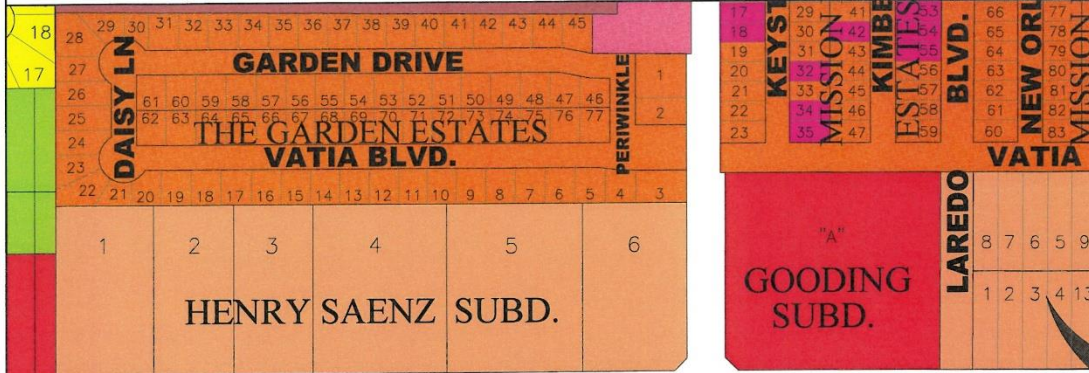 18
17
28 29 30 31 32 33 34 35 36 37 38 39 40 41 42 43 44 45
27
26
25
24
23
22 21 20 19 18 17 16 15 14 13 12 11 10 9 8 7 6 5 4 3
DAISY LN
GARDEN DRIVE
61 60 59 58 57 56 55 54 53 52 51 50 49 48 47 46
62 63 64 65 66 67 68 69 70 71 72 73 74 75 76 77
THE GARDEN ESTATES
VATIA BLVD.
PERIWINKLE
1
2
1 2 3 4 5 6
HENRY SAENZ SUBD.
17 29 41 53 66 77
18 30 42 54 65 78
19 31 43 55 64 79
20 32 44 56 63 80
21 33 45 57 62 81
22 34 46 58 61 82
23 35 47 59 60 83
KEYST
MISSION
KIMBE
ESTATES
BLVD.
NEW ORL
MISSION
VATIA
"A"
GOODING
SUBD.
LAREDO
8 7 6 5 9
1 2 3 4 13